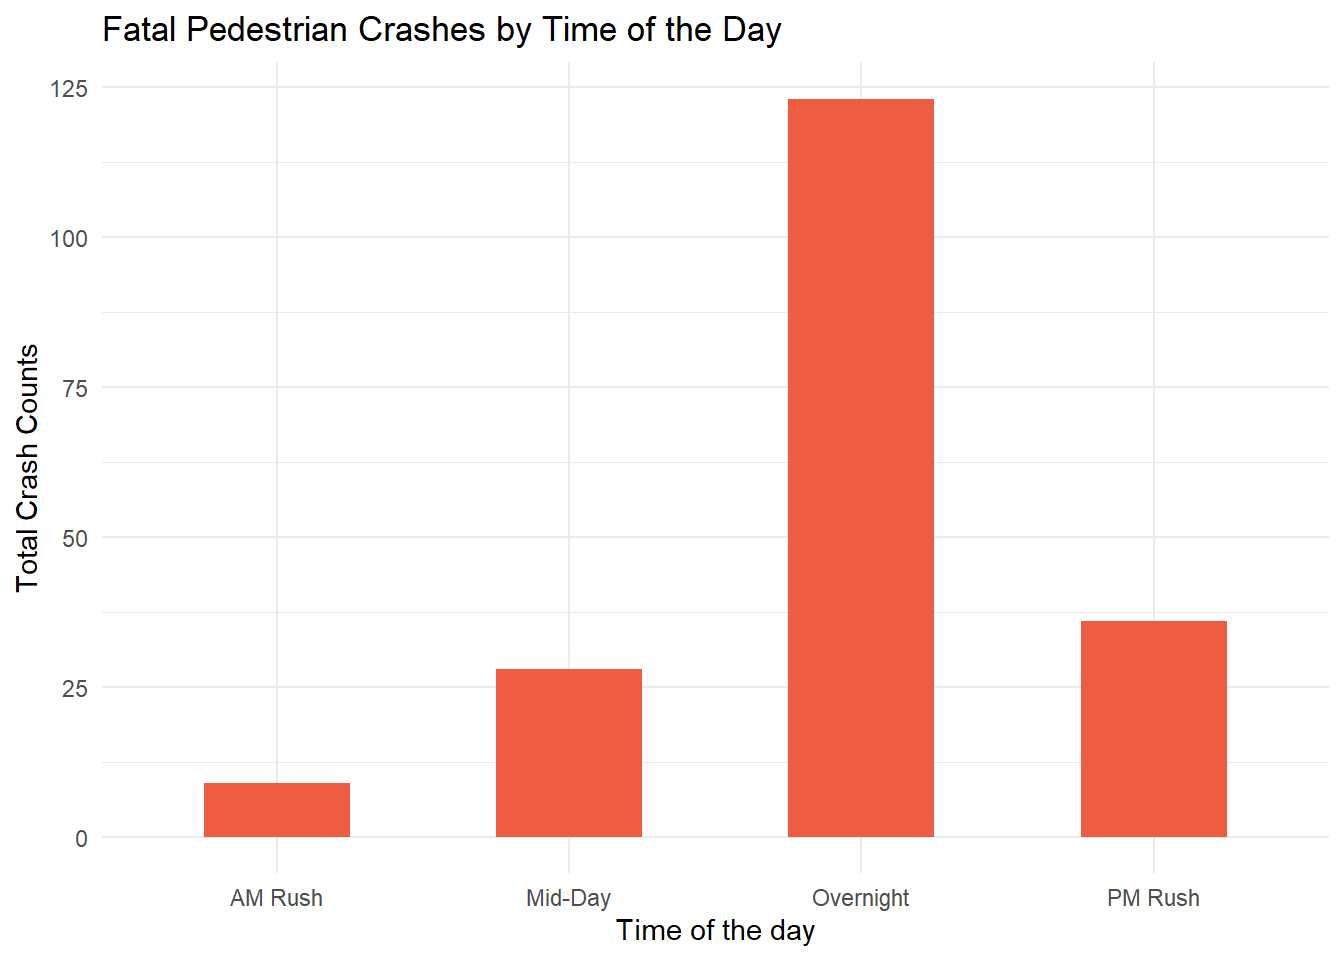 Fatal Pedestrian Crashes by Time of the Day
Total Crash Counts
125
100
75
50
25
0
AM Rush
Mid-Day
Overnight
PM Rush
Time of the day